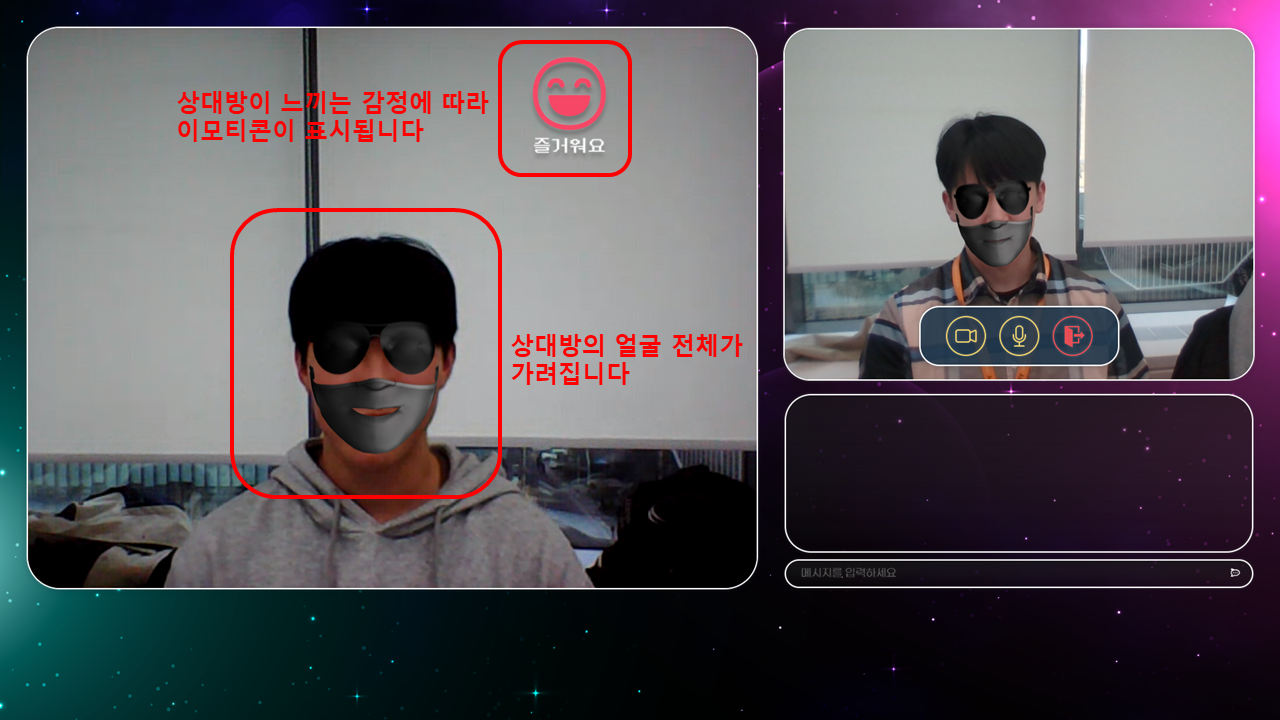 상대방이 느끼는 감정에 따라
이모티콘이 표시됩니다
즐거워요
상대방의 얼굴 전체가
가려집니다
메시지를 입력하세요